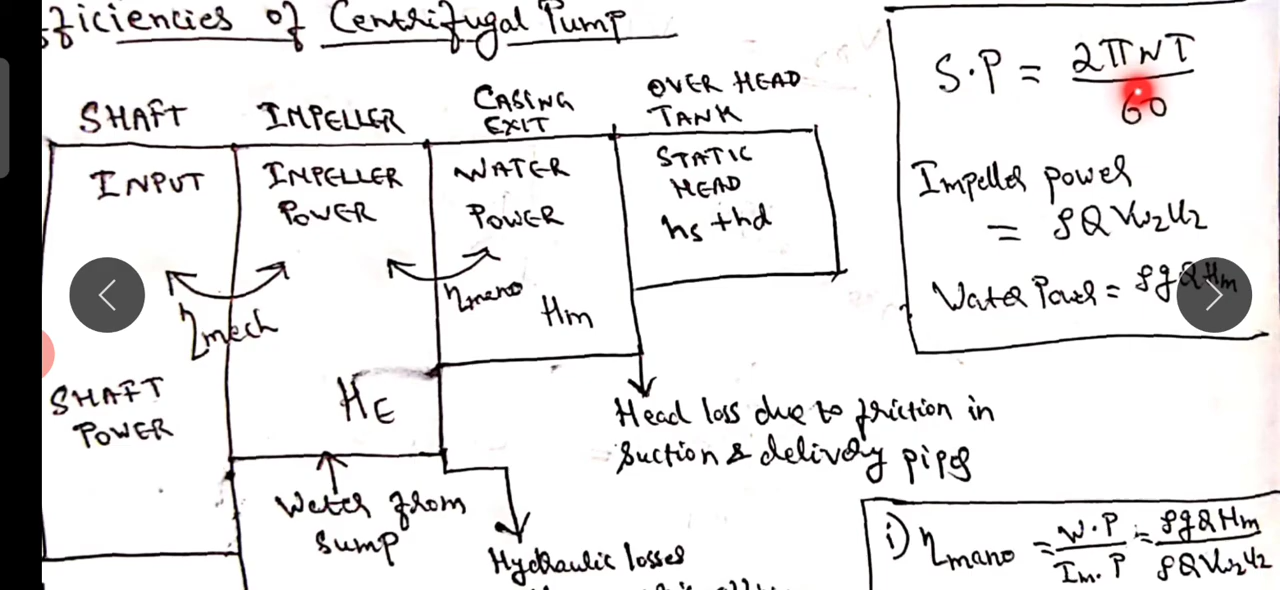 fficiencies of Centrifugal Pump
SHAFT IMPELLER CASING EXIT OVER HEAD TANK
INPUT IMPELLER POWER WATER POWER STATIC HEAD hs + hd
ηmech ηmano Hm
SHAFT POWER HE
Water from sump
Head loss due to friction in
suction & delivery pipes
Hydraulic losses
S.P = 2πNT / 60
Impeller power
= ρQVw2u2
Water Power = ρgQHm
i) ηmano = W.P / Im.P = ρgQHm / ρQVw2u2